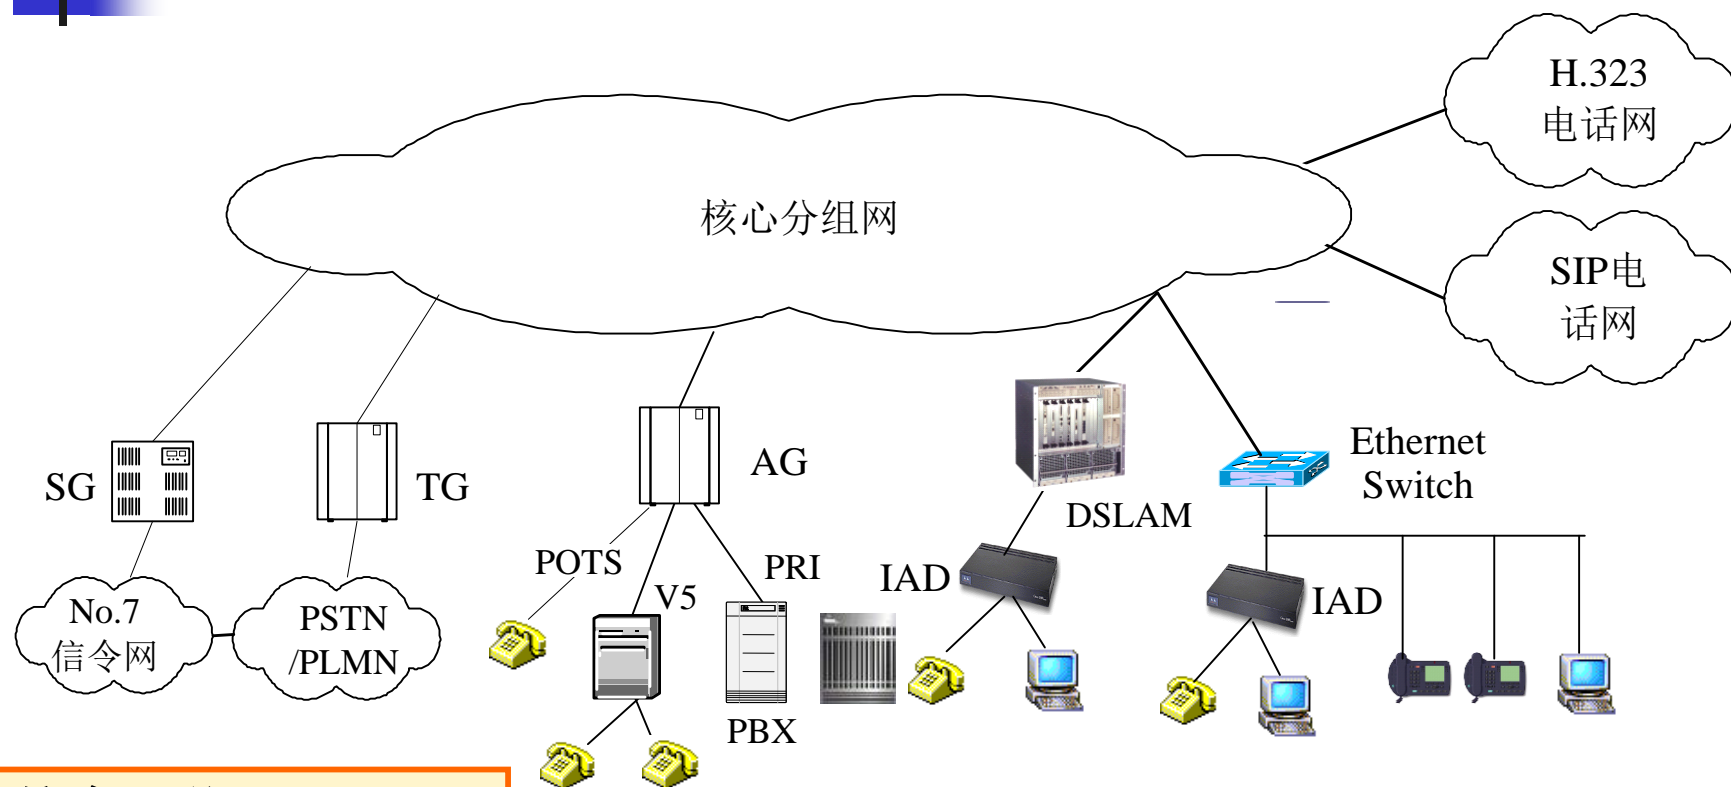 H.323
电话网
核心分组网
SIP电
话网
SG
TG
AG
DSLAM
Ethernet
Switch
POTS
V5
PRI
IAD
IAD
No.7
信令网
PSTN
/PLMN
PBX